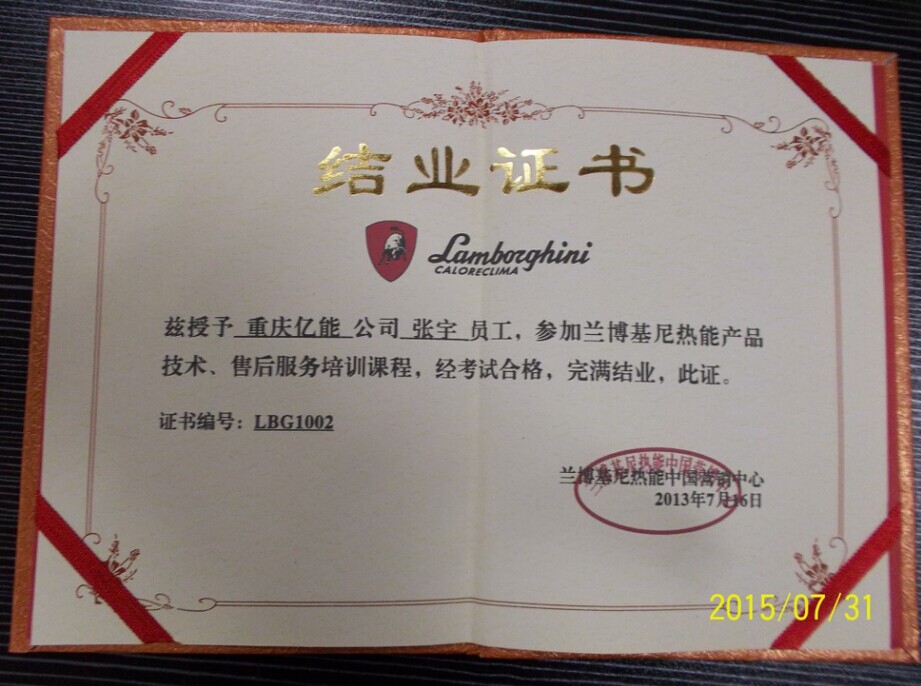 结业证书
Lamborghini
CALORECLIMA
兹授予 重庆亿能 公司 张宇 员工，参加兰博基尼热能产品
技术、售后服务培训课程，经考试合格，完满结业，此证。
证书编号：LBG1002
兰博基尼热能中国营销中心
2013年7月16日
2015/07/31